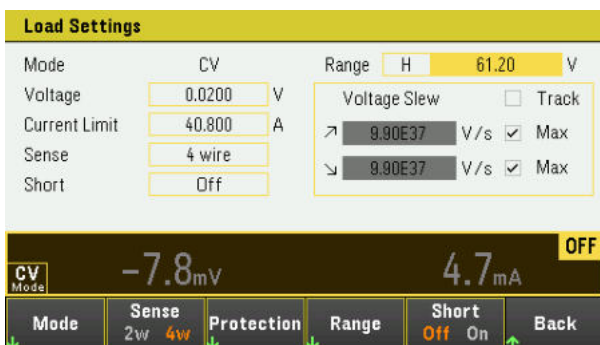 Load Settings
Mode CV Range H 61.20 V
Voltage 0.0200 V Voltage Slew Track
Current Limit 40.800 A ↗ 9.90E37 V/s ✓ Max
Sense 4 wire ↘ 9.90E37 V/s ✓ Max
Short Off
OFF
CV Mode -7.8mV 4.7mA
Mode Sense 2w 4w Protection Range Short Off On Back